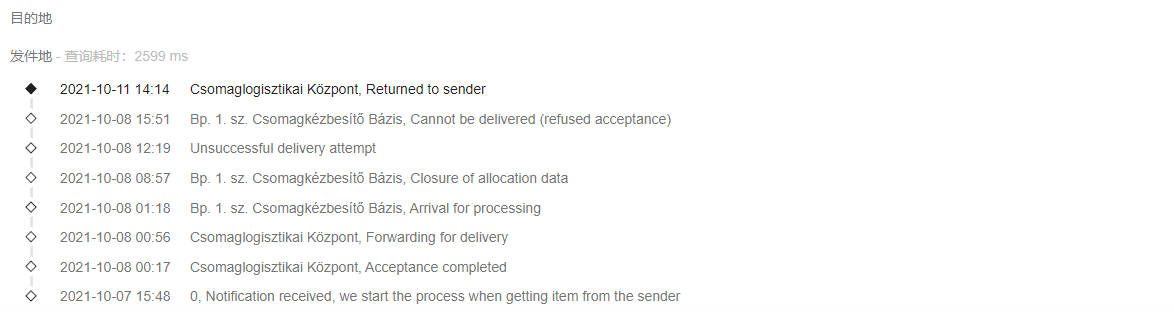 目的地
发件地 - 查询耗时：2599 ms
2021-10-11 14:14 Csomaglogisztikai Központ, Returned to sender
2021-10-08 15:51 Bp. 1. sz. Csomagkézbesítő Bázis, Cannot be delivered (refused acceptance)
2021-10-08 12:19 Unsuccessful delivery attempt
2021-10-08 08:57 Bp. 1. sz. Csomagkézbesítő Bázis, Closure of allocation data
2021-10-08 01:18 Bp. 1. sz. Csomagkézbesítő Bázis, Arrival for processing
2021-10-08 00:56 Csomaglogisztikai Központ, Forwarding for delivery
2021-10-08 00:17 Csomaglogisztikai Központ, Acceptance completed
2021-10-07 15:48 0, Notification received, we start the process when getting item from the sender